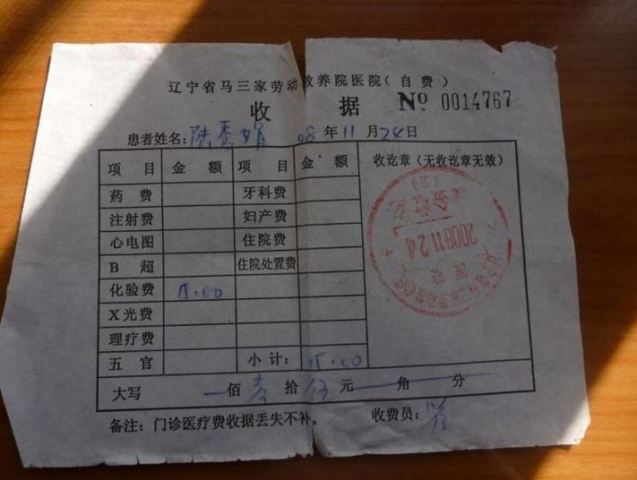 辽宁省马三家劳动教养院医院(自费)
收 据 Nº 0014767
患者姓名: 陆秀娟 08 年 11 月 24 日
项 目 金 额 项 目 金 额 收讫章(无收讫章无效)
药 费 牙科费
注射费 妇产费
心电图 住院费
B 超 住院处置费
化验费 15.00
X光费
理疗费
五 官 小 计: 15.00
2008.11.24
大写 佰 壹 拾 伍 元 角 分
备注:门诊医疗费收据丢失不补。 收费员: